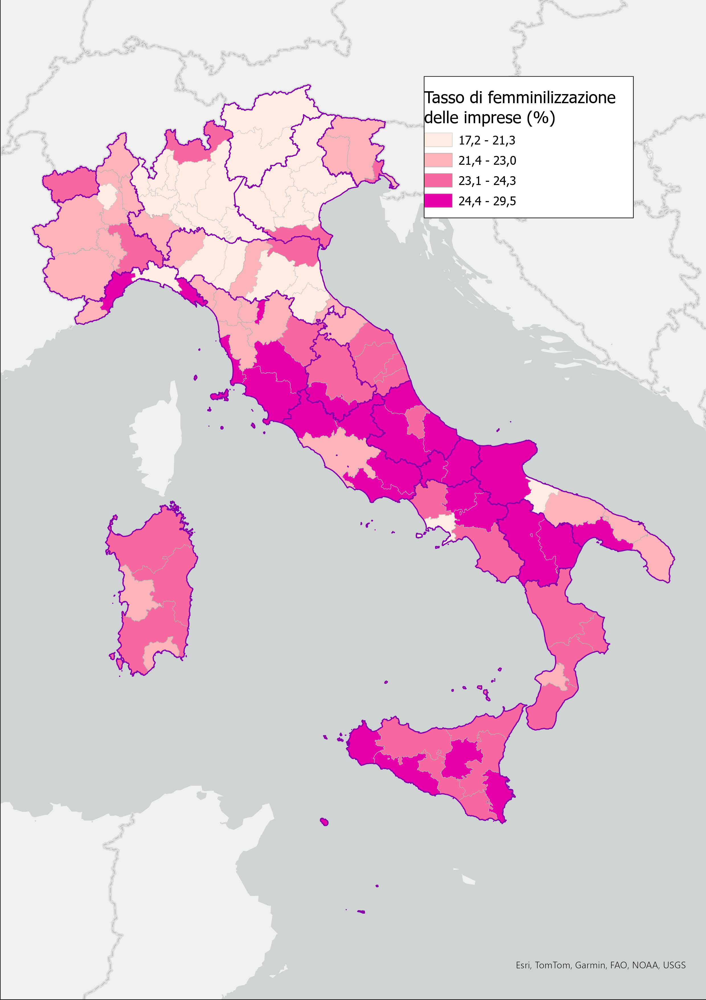 Tasso di femminilizzazione
delle imprese (%)
17,2 - 21,3
21,4 - 23,0
23,1 - 24,3
24,4 - 29,5
Esri, TomTom, Garmin, FAO, NOAA, USGS